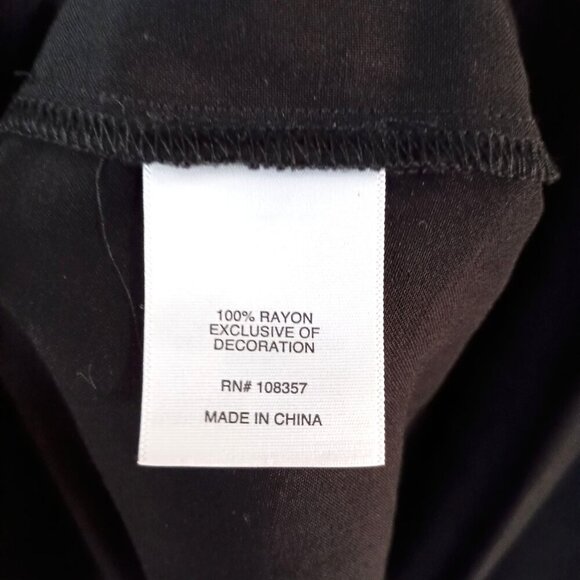 100% RAYON
EXCLUSIVE OF
DECORATION
RN# 108357
MADE IN CHINA